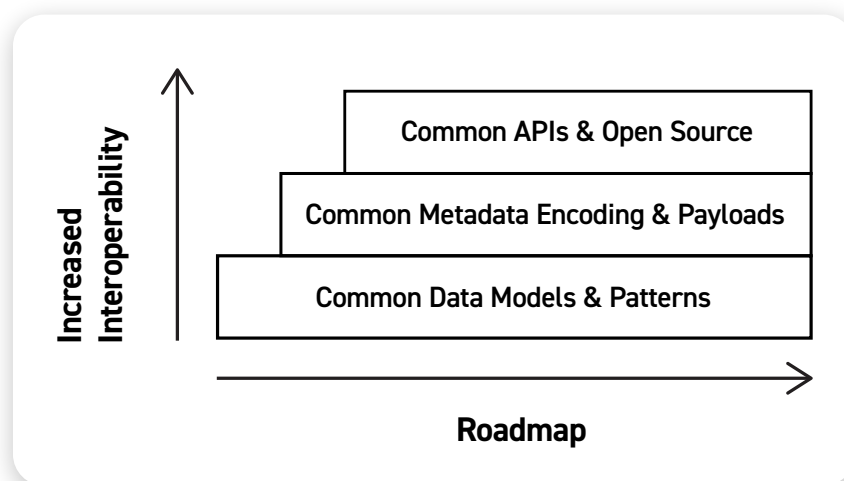 Increased
Interoperability
Common APIs & Open Source
Common Metadata Encoding & Payloads
Common Data Models & Patterns
Roadmap